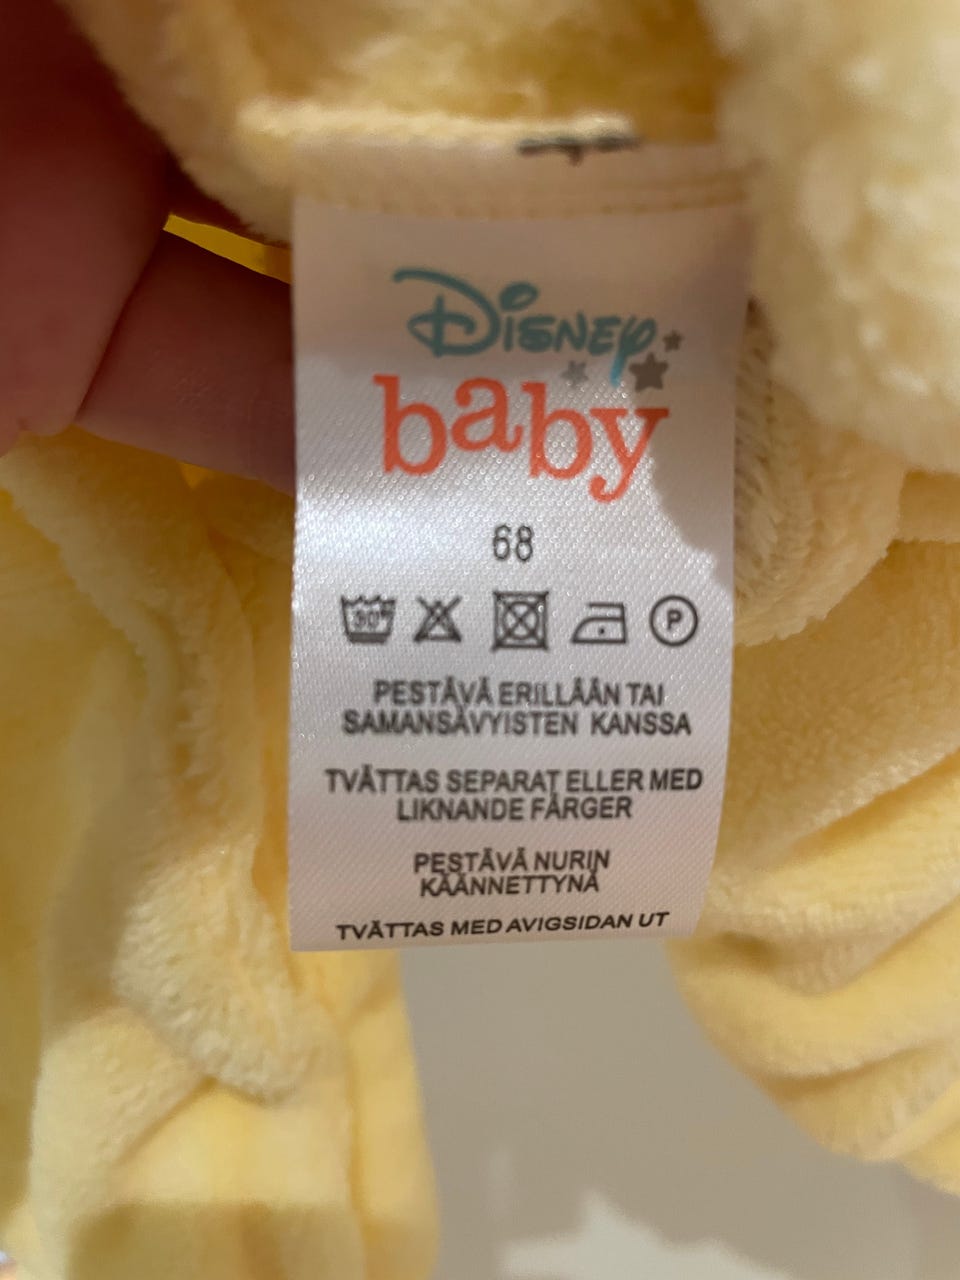 Disney
baby
68
30°
P
PESTÄVÄ ERILLÄÄN TAI
SAMANSÄVYISTEN KANSSA
TVÄTTAS SEPARAT ELLER MED
LIKNANDE FÄRGER
PESTÄVÄ NURIN
KÄÄNNETTYNÄ
TVÄTTAS MED AVIGSIDAN UT